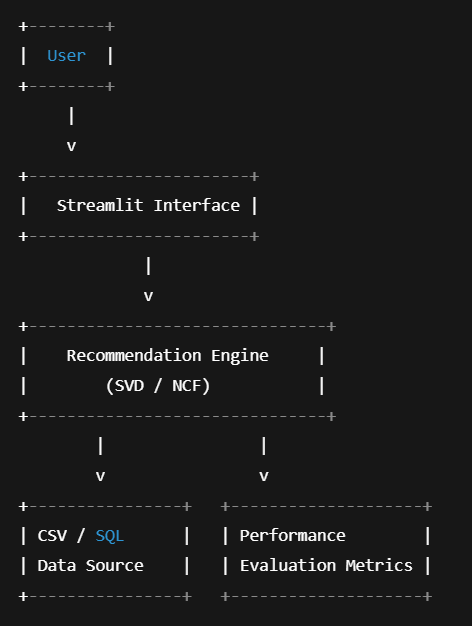 +--------+
|  User  |
+--------+
     |
     v
+-----------------------+
|   Streamlit Interface |
+-----------------------+
             |
             v
+-------------------------------+
|    Recommendation Engine     |
|        (SVD / NCF)           |
+-------------------------------+
        |                |
        v                v
+----------------+   +--------------------+
| CSV / SQL      |   | Performance        |
| Data Source    |   | Evaluation Metrics |
+----------------+   +--------------------+